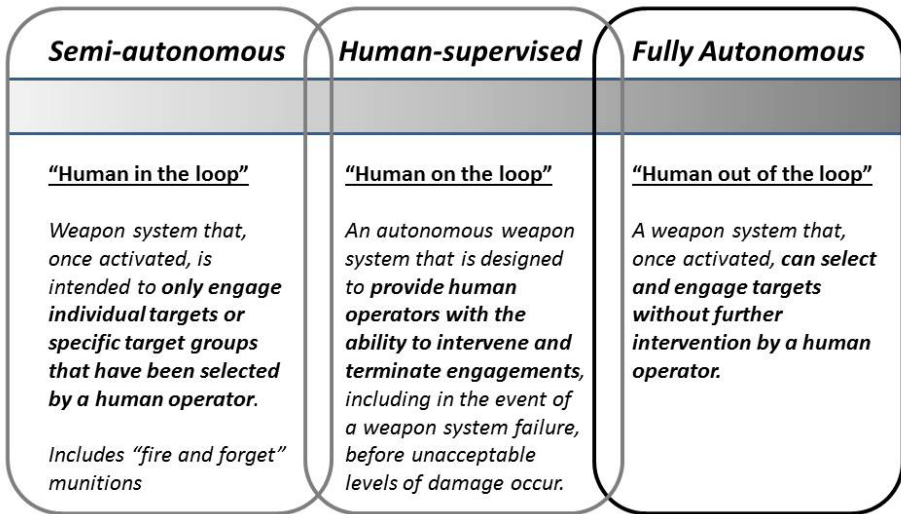 Semi-autonomous
Human-supervised
Fully Autonomous
“Human in the loop”
Weapon system that,
once activated, is
intended to only engage
individual targets or
specific target groups
that have been selected
by a human operator.
Includes “fire and forget”
munitions
“Human on the loop”
An autonomous weapon
system that is designed
to provide human
operators with the
ability to intervene and
terminate engagements,
including in the event of
a weapon system failure,
before unacceptable
levels of damage occur.
“Human out of the loop”
A weapon system that,
once activated, can select
and engage targets
without further
intervention by a human
operator.